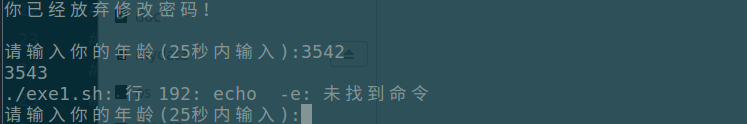 你已经放弃修改密码！
请输入你的年龄(25秒内输入):3542
3543
./exe1.sh: 行 192: echo  -e: 未找到命令
请输入你的年龄(25秒内输入):